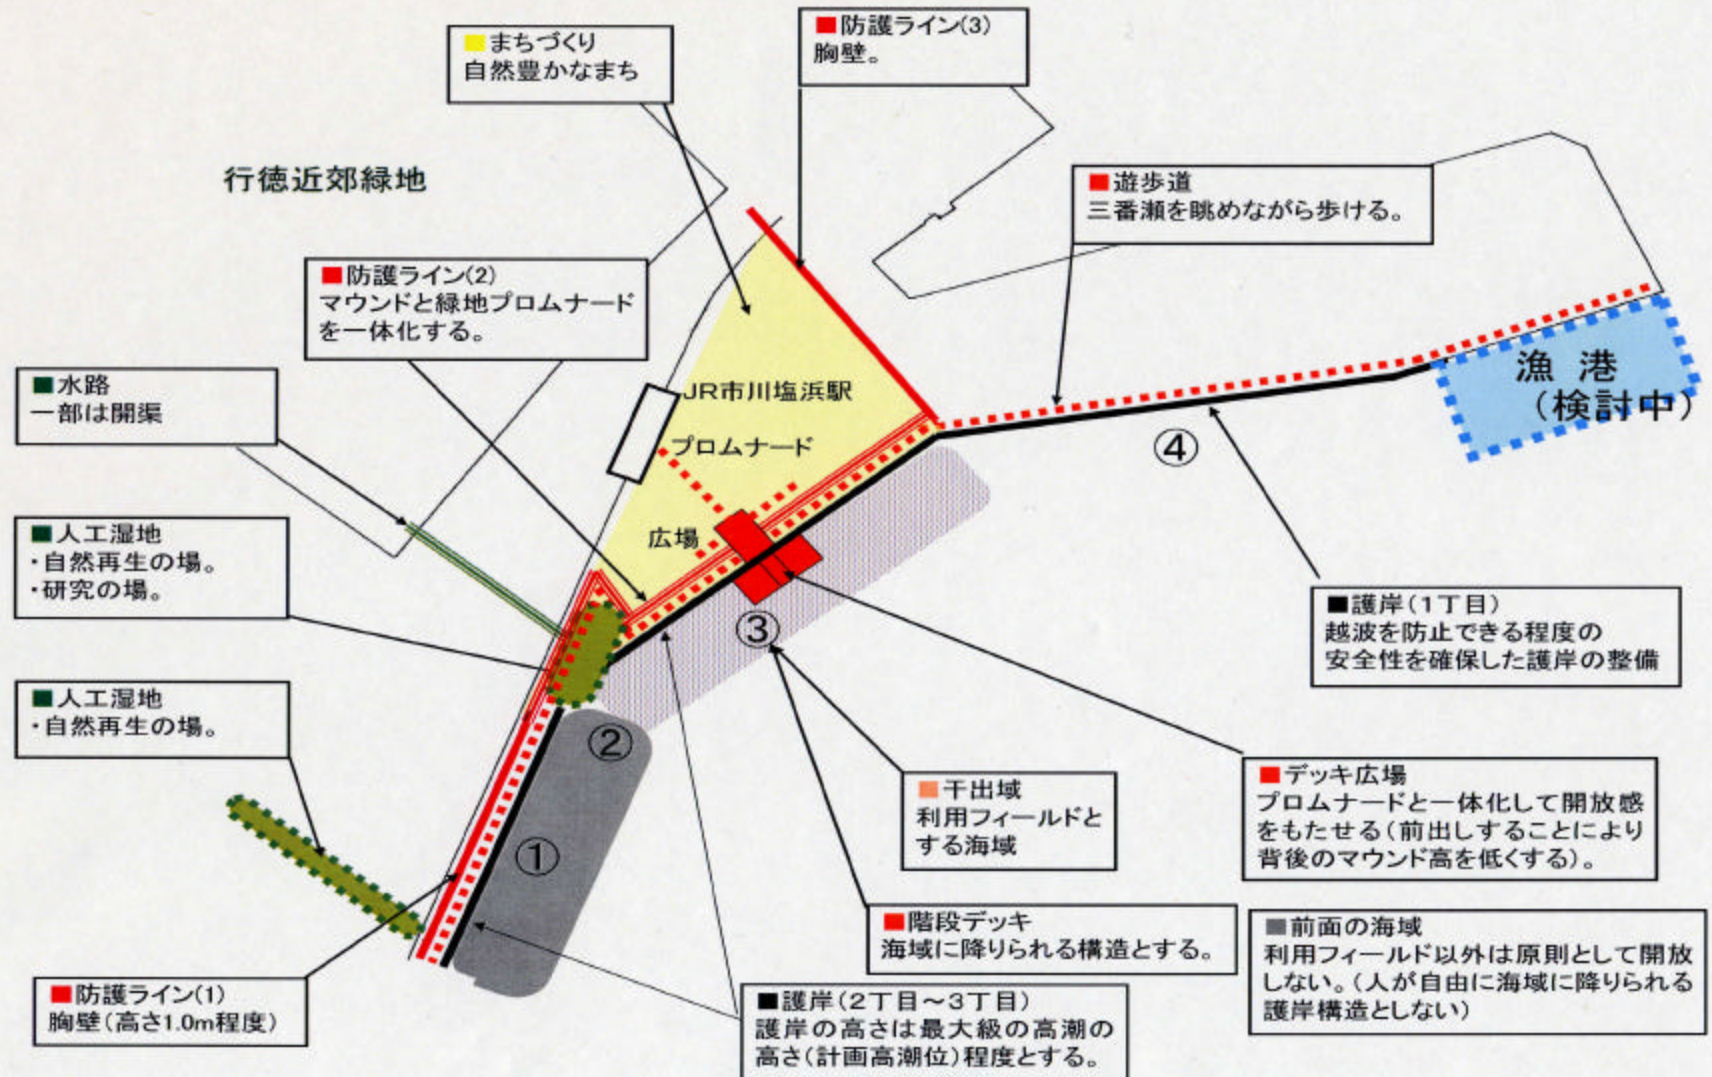 ■まちづくり
自然豊かなまち
■防護ライン(3)
胸壁。
行徳近郊緑地
■遊歩道
三番瀬を眺めながら歩ける。
■防護ライン(2)
マウンドと緑地プロムナード
を一体化する。
■水路
一部は開渠
JR市川塩浜駅
プロムナード
漁 港
(検討中)
④
■人工湿地
・自然再生の場。
・研究の場。
広場
③
■護岸(1丁目)
越波を防止できる程度の
安全性を確保した護岸の整備
■人工湿地
・自然再生の場。
②
①
■干出域
利用フィールドと
する海域
■デッキ広場
プロムナードと一体化して開放感
をもたせる(前出しすることにより
背後のマウンド高を低くする)。
■階段デッキ
海域に降りられる構造とする。
■前面の海域
利用フィールド以外は原則として開放
しない。(人が自由に海域に降りられる
護岸構造としない)
■防護ライン(1)
胸壁(高さ1.0m程度)
■護岸(2丁目～3丁目)
護岸の高さは最大級の高潮の
高さ(計画高潮位)程度とする。